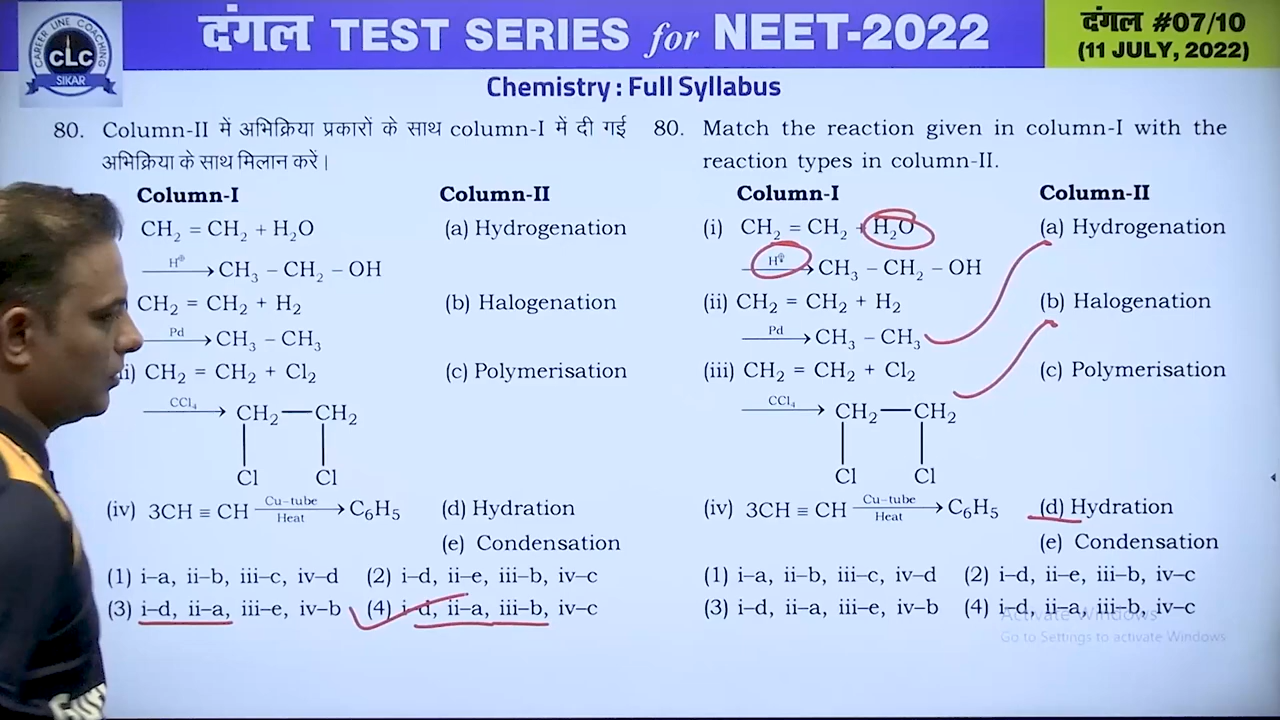 दंगल TEST SERIES for NEET-2022
दंगल #07/10
(11 JULY, 2022)
CAREER LINE COACHING
CLC
SIKAR
Chemistry : Full Syllabus
80. Column-II में अभिक्रिया प्रकारों के साथ column-I में दी गई
अभिक्रिया के साथ मिलान करें।
Column-I Column-II
CH₂ = CH₂ + H₂O (a) Hydrogenation
H⊕ → CH₃ – CH₂ – OH
) CH₂ = CH₂ + H₂ (b) Halogenation
Pd → CH₃ – CH₃
ii) CH₂ = CH₂ + Cl₂ (c) Polymerisation
CCl₄ → CH₂ — CH₂
Cl Cl
(iv) 3CH ≡ CH Cu-tube Heat → C₆H₅ (d) Hydration
(e) Condensation
(1) i–a, ii–b, iii–c, iv–d (2) i–d, ii–e, iii–b, iv–c
(3) i–d, ii–a, iii–e, iv–b (4) i–d, ii–a, iii–b, iv–c
80. Match the reaction given in column-I with the
reaction types in column-II.
Column-I Column-II
(i) CH₂ = CH₂ + H₂O (a) Hydrogenation
H⊕ → CH₃ – CH₂ – OH
(ii) CH₂ = CH₂ + H₂ (b) Halogenation
Pd → CH₃ – CH₃
(iii) CH₂ = CH₂ + Cl₂ (c) Polymerisation
CCl₄ → CH₂ — CH₂
Cl Cl
(iv) 3CH ≡ CH Cu-tube Heat → C₆H₅ (d) Hydration
(e) Condensation
(1) i–a, ii–b, iii–c, iv–d (2) i–d, ii–e, iii–b, iv–c
(3) i–d, ii–a, iii–e, iv–b (4) i–d, ii–a, iii–b, iv–c
Activate Windows
Go to Settings to activate Windows